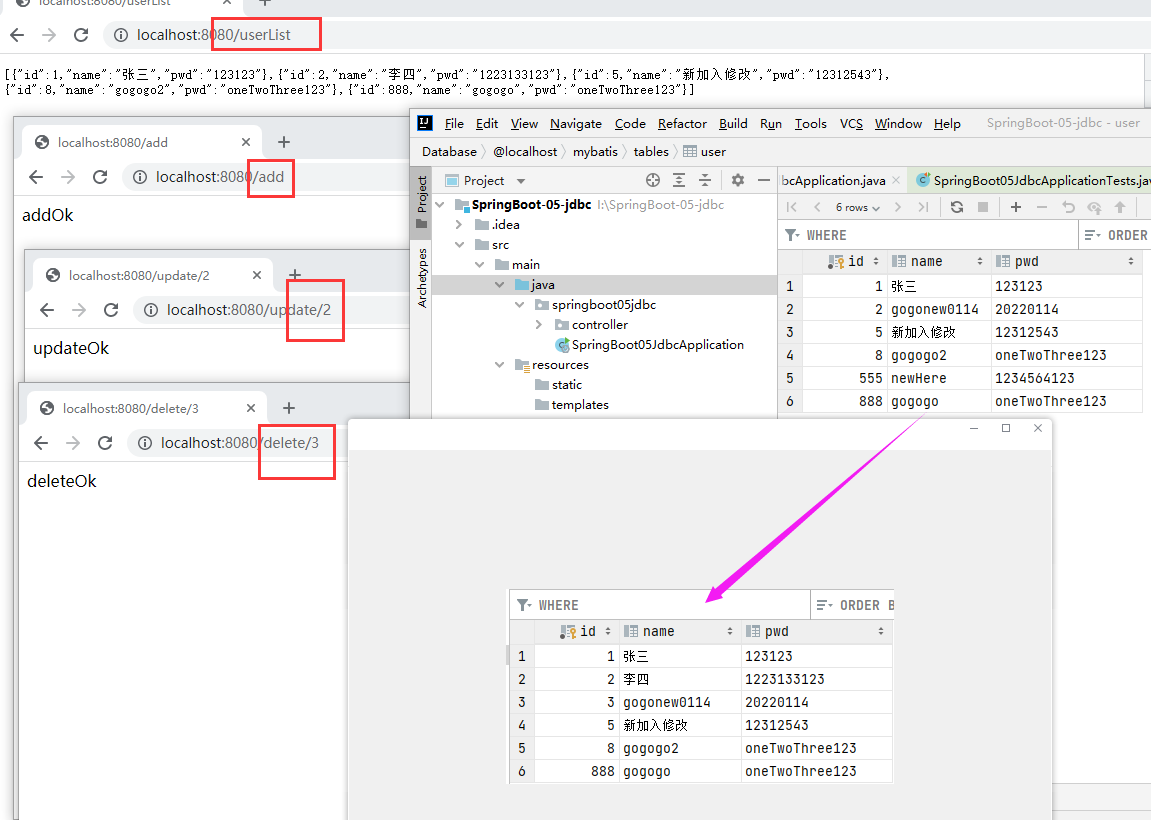 localhost:8080/userList
localhost:8080/userList
[{"id":1,"name":"张三","pwd":"123123"},{"id":2,"name":"李四","pwd":"1223133123"},{"id":5,"name":"新加入修改","pwd":"12312543"},
{"id":8,"name":"gogogo2","pwd":"oneTwoThree123"},{"id":888,"name":"gogogo","pwd":"oneTwoThree123"}]
localhost:8080/add
localhost:8080/add
addOk
localhost:8080/update/2
localhost:8080/update/2
updateOk
localhost:8080/delete/3
localhost:8080/delete/3
deleteOk
IJ File Edit View Navigate Code Refactor Build Run Tools VCS Window Help SpringBoot-05-jdbc - user
Database @localhost mybatis tables user
Project
Archetypes
Project
SpringBoot-05-jdbc I:\SpringBoot-05-jdbc
.idea
src
main
java
springboot05jdbc
controller
SpringBoot05JdbcApplication
resources
static
templates
bcApplication.java SpringBoot05JdbcApplicationTests.jav
6 rows
WHERE ORDER
id name pwd
1 1 张三 123123
2 2 gogonew0114 20220114
3 5 新加入修改 12312543
4 8 gogogo2 oneTwoThree123
5 555 newHere 1234564123
6 888 gogogo oneTwoThree123
WHERE ORDER B
id name pwd
1 1 张三 123123
2 2 李四 1223133123
3 3 gogonew0114 20220114
4 5 新加入修改 12312543
5 8 gogogo2 oneTwoThree123
6 888 gogogo oneTwoThree123